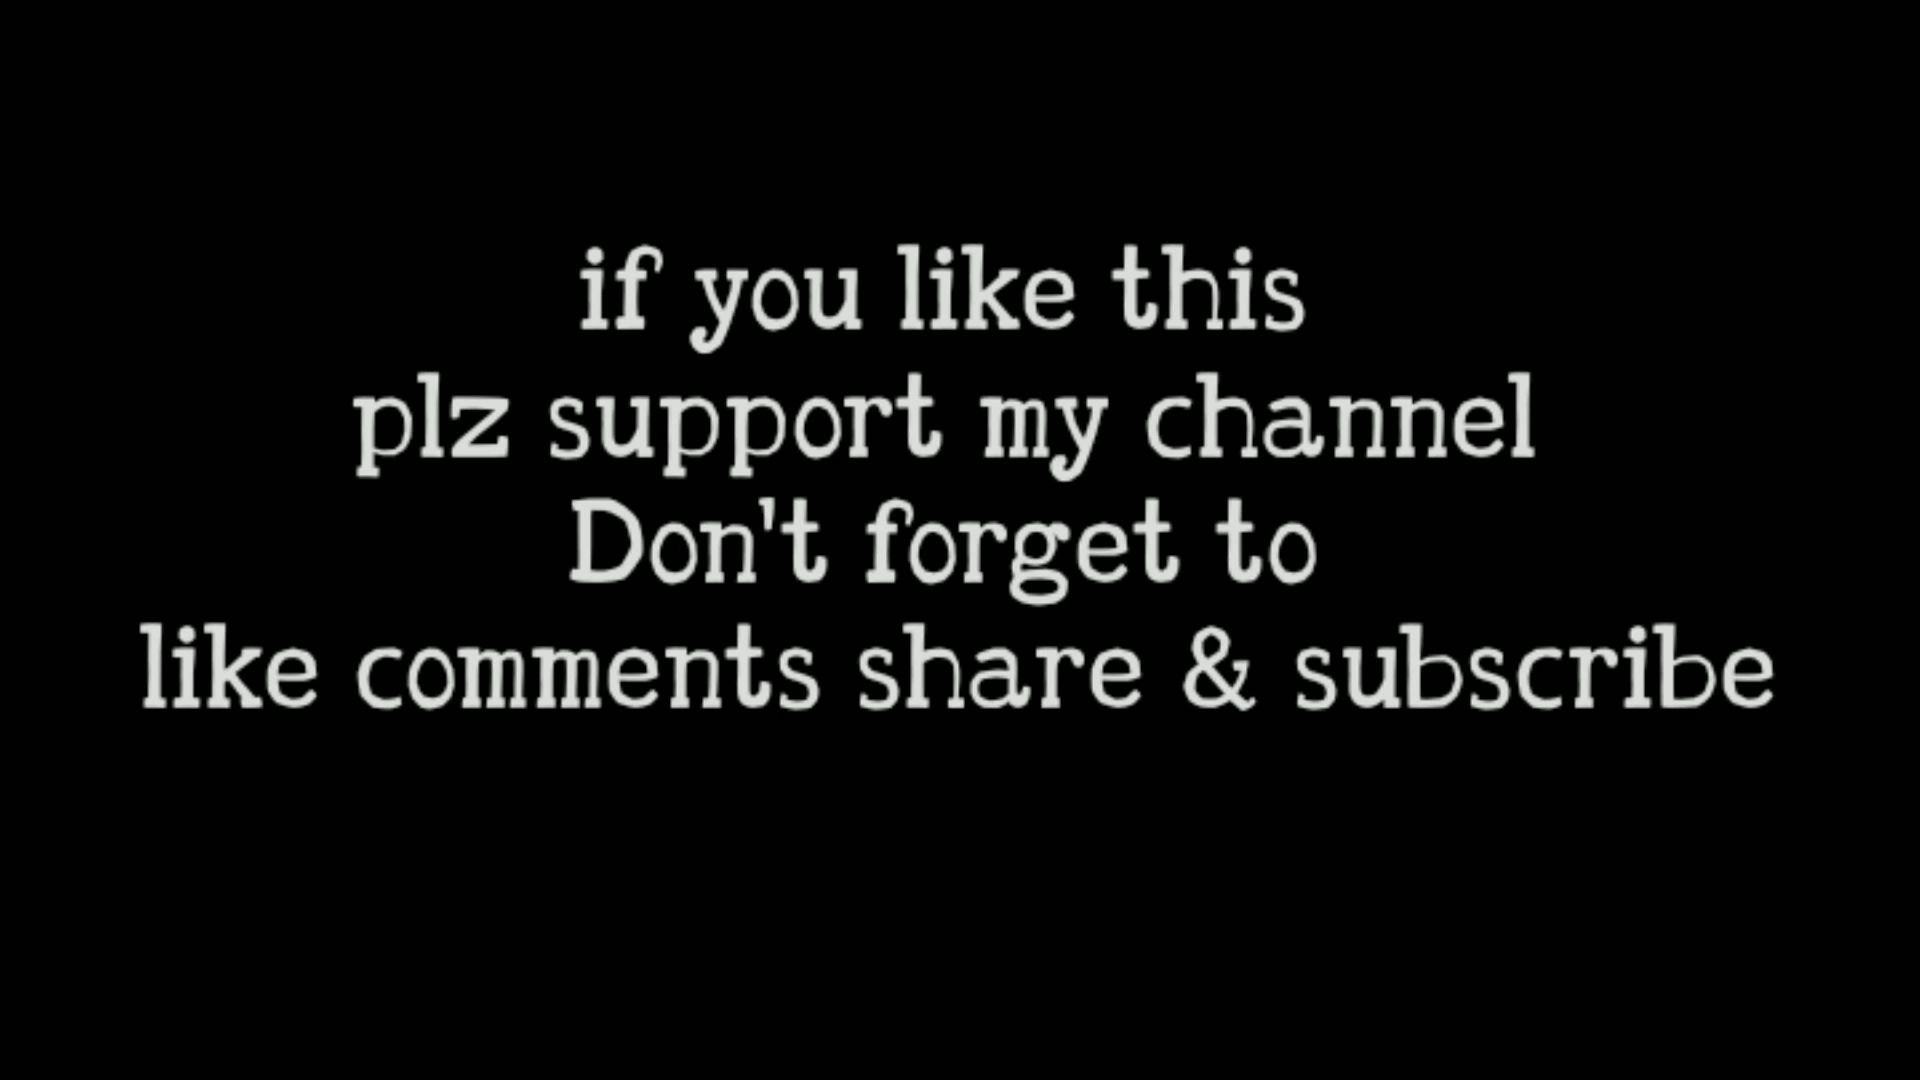 if you like this
plz support my channel
Don't forget to
like comments share & subscribe